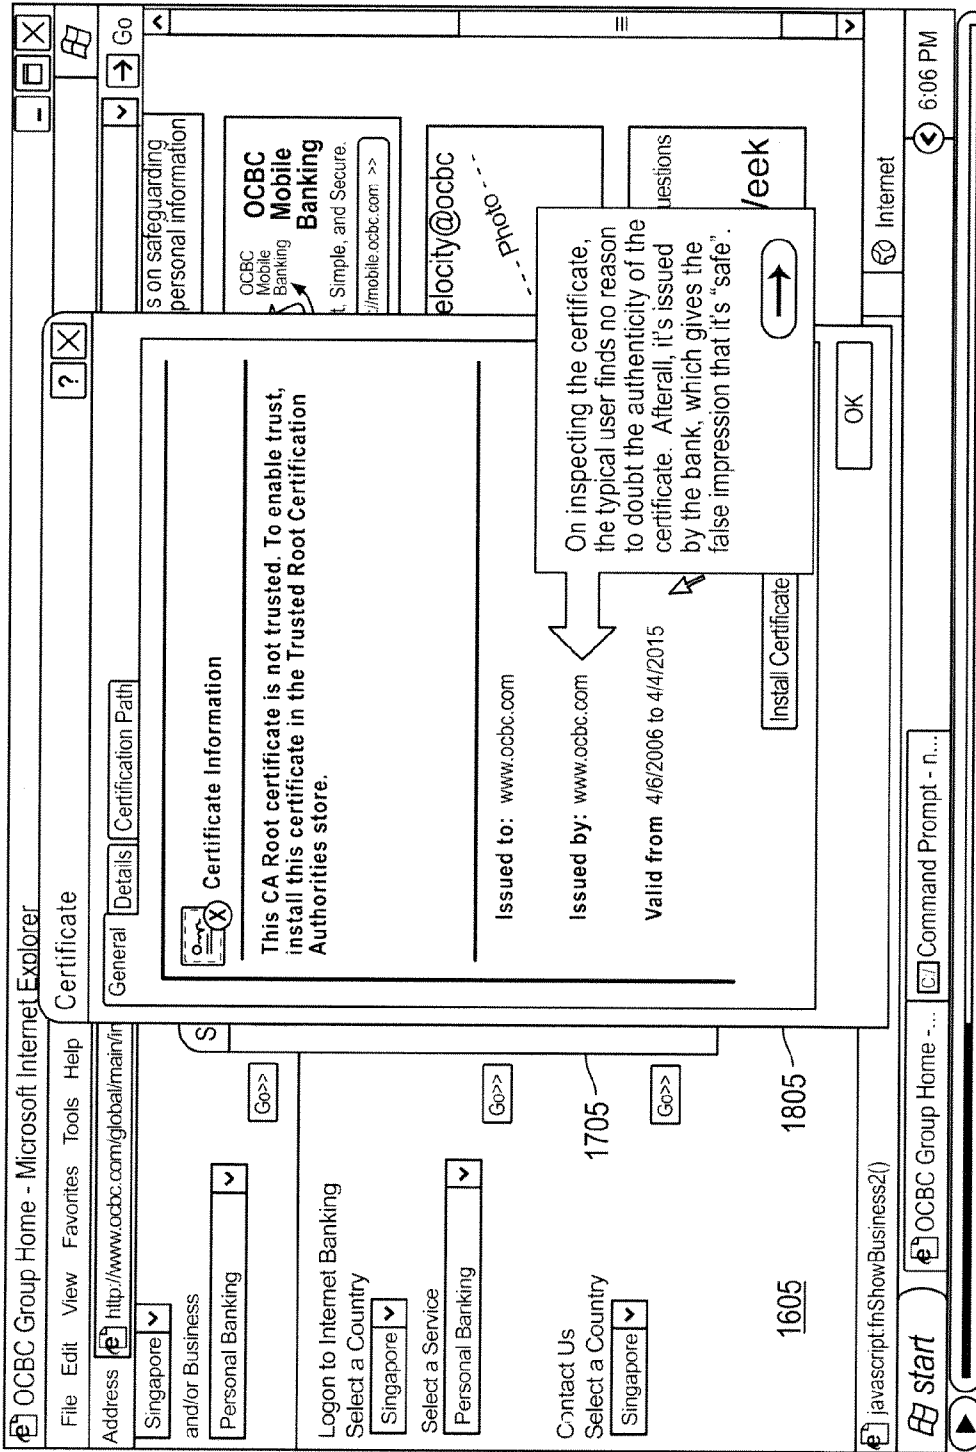 OCBC Group Home - Microsoft Internet Explorer
File Edit View Favorites Tools Help
Address http://www.ocbc.com/global/main/in
Go
Singapore
and/or Business
Personal Banking
Go>>
Logon to Internet Banking
Select a Country
Singapore
Select a Service
Personal Banking
Go>>
Contact Us
Select a Country
Singapore
Go>>
1605
1705
1805
S
Certificate
?
General Details Certification Path
Certificate Information
This CA Root certificate is not trusted. To enable trust,
install this certificate in the Trusted Root Certification
Authorities store.
Issued to: www.ocbc.com
Issued by: www.ocbc.com
Valid from 4/6/2006 to 4/4/2015
Install Certificate
OK
On inspecting the certificate,
the typical user finds no reason
to doubt the authenticity of the
certificate. Afterall, it's issued
by the bank, which gives the
false impression that it's "safe".
s on safeguarding
personal information
OCBC
Mobile
Banking
OCBC
Mobile
Banking
t, Simple, and Secure.
://mobile.ocbc.com >>
elocity@ocbc
Photo
uestions
/eek
javascript:fnShowBusiness2()
Internet
start
OCBC Group Home -...
C:/ Command Prompt - n...
6:06 PM